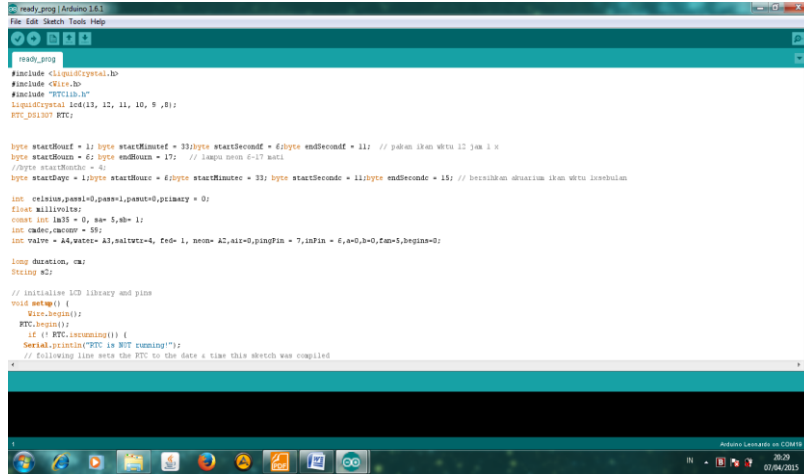 ready_prog | Arduino 1.6.1
File Edit Sketch Tools Help
ready_prog
#include <LiquidCrystal.h>
#include <Wire.h>
#include "RTClib.h"
LiquidCrystal lcd(13, 12, 11, 10, 9 ,8);
RTC_DS1307 RTC;
byte startHourf = 1; byte startMinutef = 33;byte startSecondf = 6;byte endSecondf = 11;  // pakan ikan wktu 12 jam 1 x
byte startHourn = 6; byte endHourn = 17;   // lampu neon 6-17 mati
//byte startMonthc = 4;
byte startDayc = 1;byte startHourc = 6;byte startMinutec = 33; byte startSecondc = 11;byte endSecondc = 15; // bersihkan akuarium ikan wktu 1xsebulan
int  celsius,pass1=0,pass=1,pasut=0,primary = 0;
float millivolts;
const int lm35 = 0, sa= 5,sb= 1;
int cmdec,cmconv = 59;
int valve = A4,water= A3,saltwtr=4, fed= 1, neon= A2,air=0,pingPin = 7,inPin = 6,a=0,b=0,fan=5,begins=0;
long duration, cm;
String s2;
// initialise LCD library and pins
void setup() {
Wire.begin();
RTC.begin();
if (! RTC.isrunning()) {
Serial.println("RTC is NOT running!");
// following line sets the RTC to the date & time this sketch was compiled
1
Arduino Leonardo on COM19
IN
20:29
07/04/2015